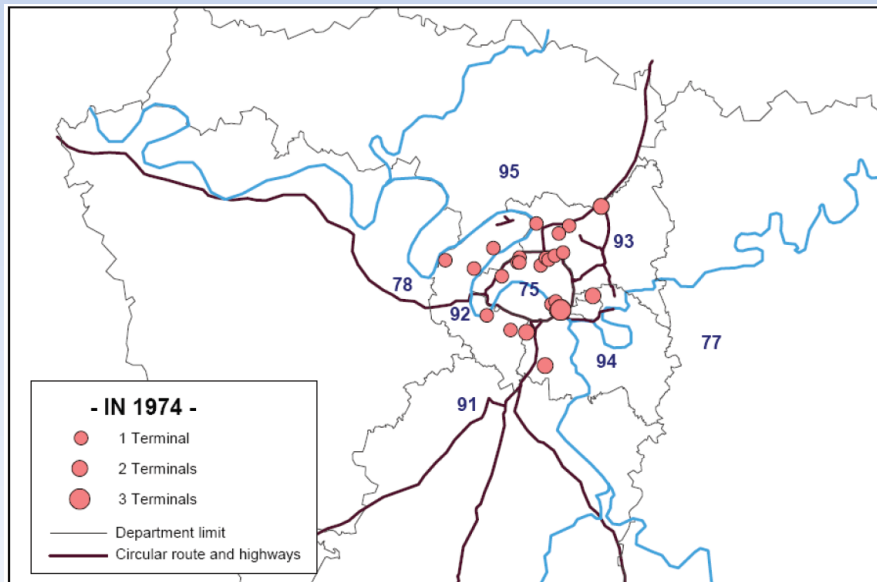 95
93
78
75
92
77
94
91
- IN 1974 -
1 Terminal
2 Terminals
3 Terminals
Department limit
Circular route and highways